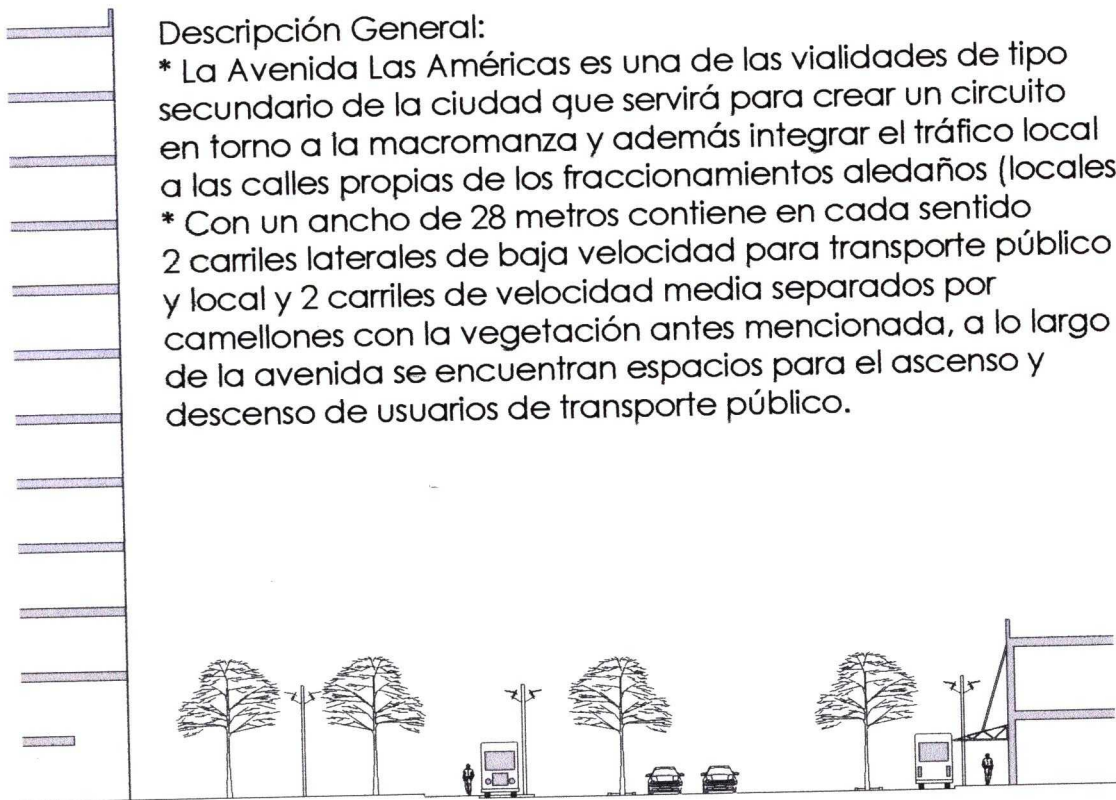 Descripción General:
* La Avenida Las Américas es una de las vialidades de tipo
secundario de la ciudad que servirá para crear un circuito
en torno a la macromanza y además integrar el tráfico local
a las calles propias de los fraccionamientos aledaños (locales
* Con un ancho de 28 metros contiene en cada sentido
2 carriles laterales de baja velocidad para transporte público
y local y 2 carriles de velocidad media separados por
camellones con la vegetación antes mencionada, a lo largo
de la avenida se encuentran espacios para el ascenso y
descenso de usuarios de transporte público.